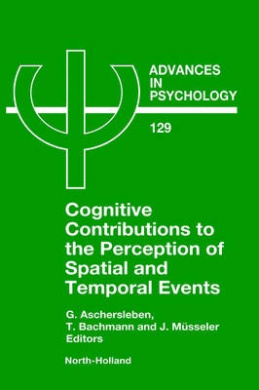 ADVANCES
IN
PSYCHOLOGY
129
Cognitive
Contributions to
the Perception of
Spatial and
Temporal Events
G. Aschersleben,
T. Bachmann and J. Müsseler
Editors
North-Holland